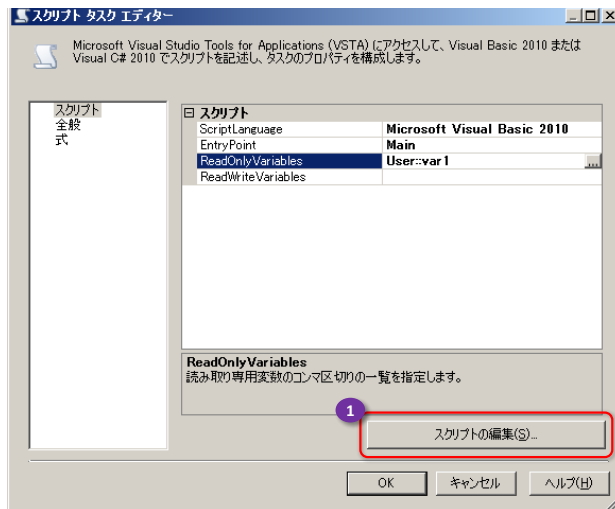 スクリプト タスク エディター
Microsoft Visual Studio Tools for Applications (VSTA) にアクセスして、Visual Basic 2010 または
Visual C# 2010 でスクリプトを記述し、タスクのプロパティを構成します。
スクリプト
全般
式
スクリプト
ScriptLanguage Microsoft Visual Basic 2010
EntryPoint Main
ReadOnlyVariables User::var1 ...
ReadWriteVariables
ReadOnlyVariables
読み取り専用変数のコンマ区切りの一覧を指定します。
1
スクリプトの編集(S)...
OK キャンセル ヘルプ(H)